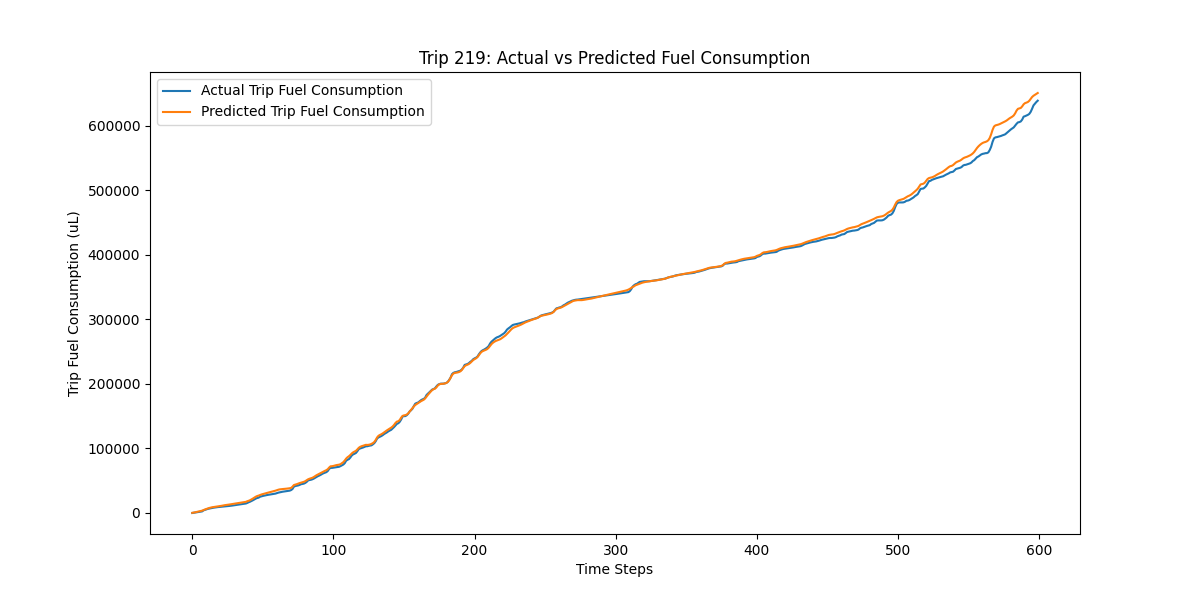 Trip 219: Actual vs Predicted Fuel Consumption
Actual Trip Fuel Consumption
Predicted Trip Fuel Consumption
Trip Fuel Consumption (uL)
600000
500000
400000
300000
200000
100000
0
0 100 200 300 400 500 600
Time Steps